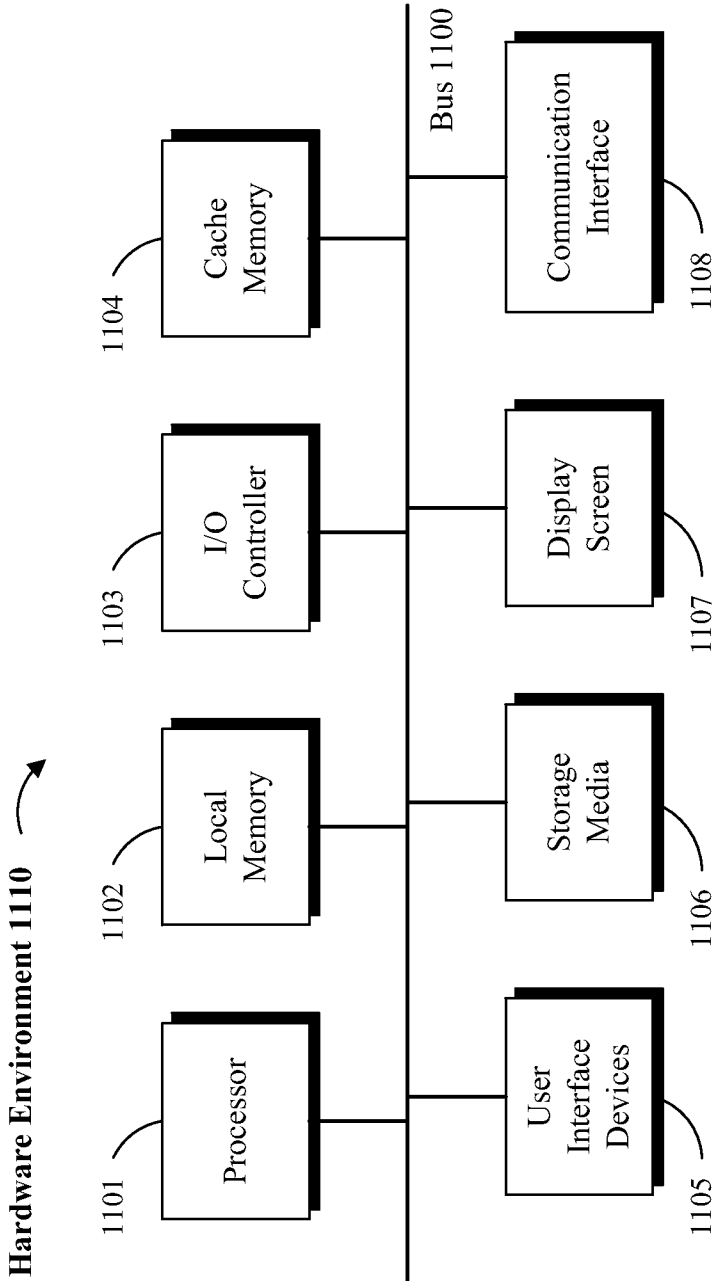 Hardware Environment 1110
1101
1102
1103
1104
Processor
Local
Memory
I/O
Controller
Cache
Memory
Bus 1100
User
Interface
Devices
Storage
Media
Display
Screen
Communication
Interface
1105
1106
1107
1108